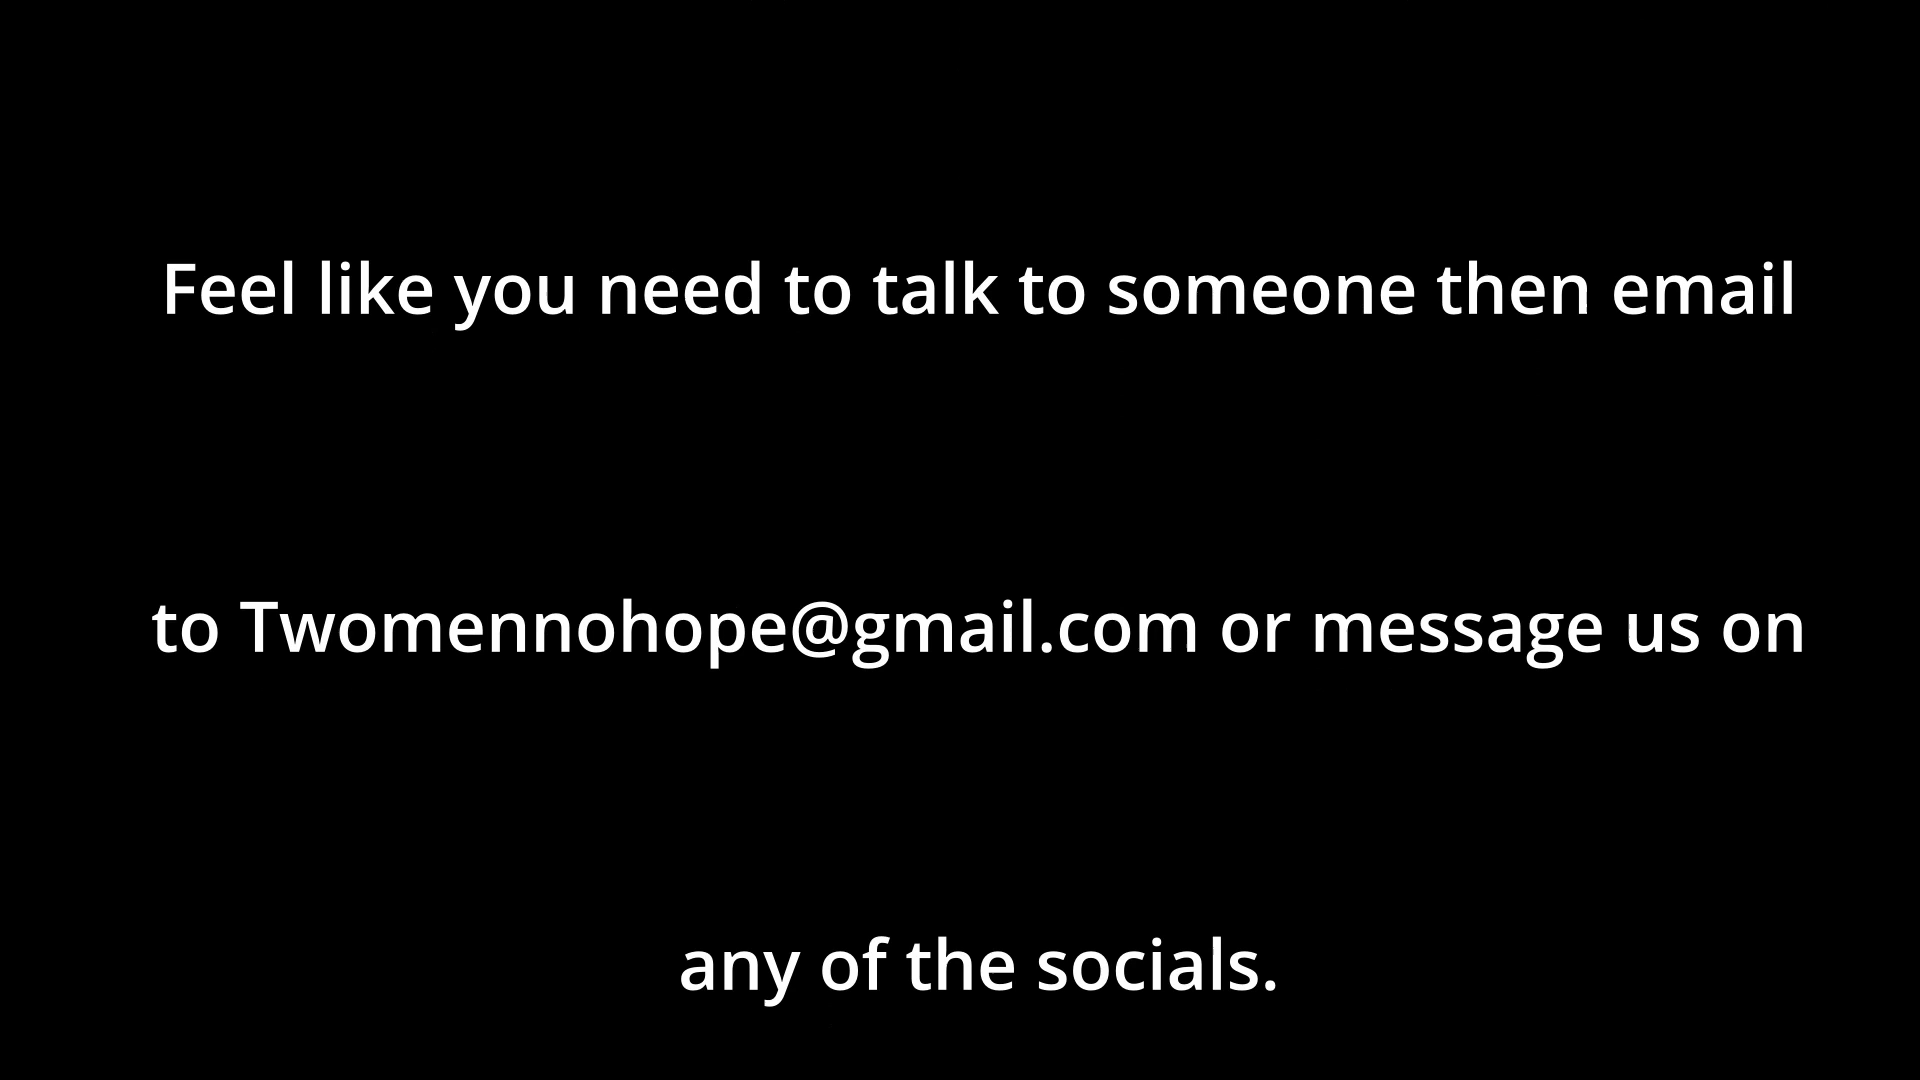 Feel like you need to talk to someone then email
to Twomennohope@gmail.com or message us on
any of the socials.